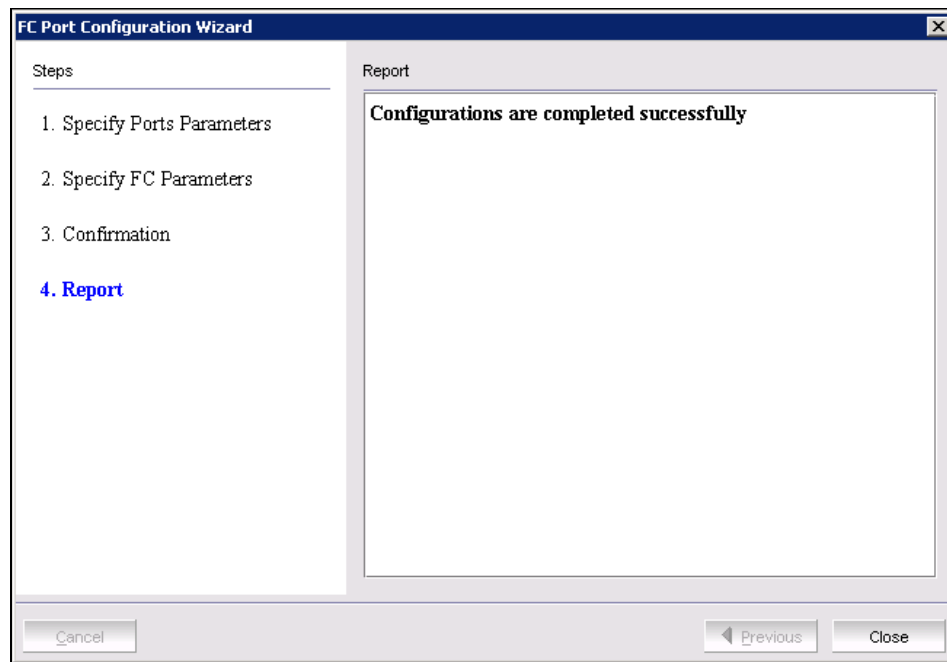 FC Port Configuration Wizard
Steps
1. Specify Ports Parameters
2. Specify FC Parameters
3. Confirmation
4. Report
Report
Configurations are completed successfully
Cancel
Previous
Close